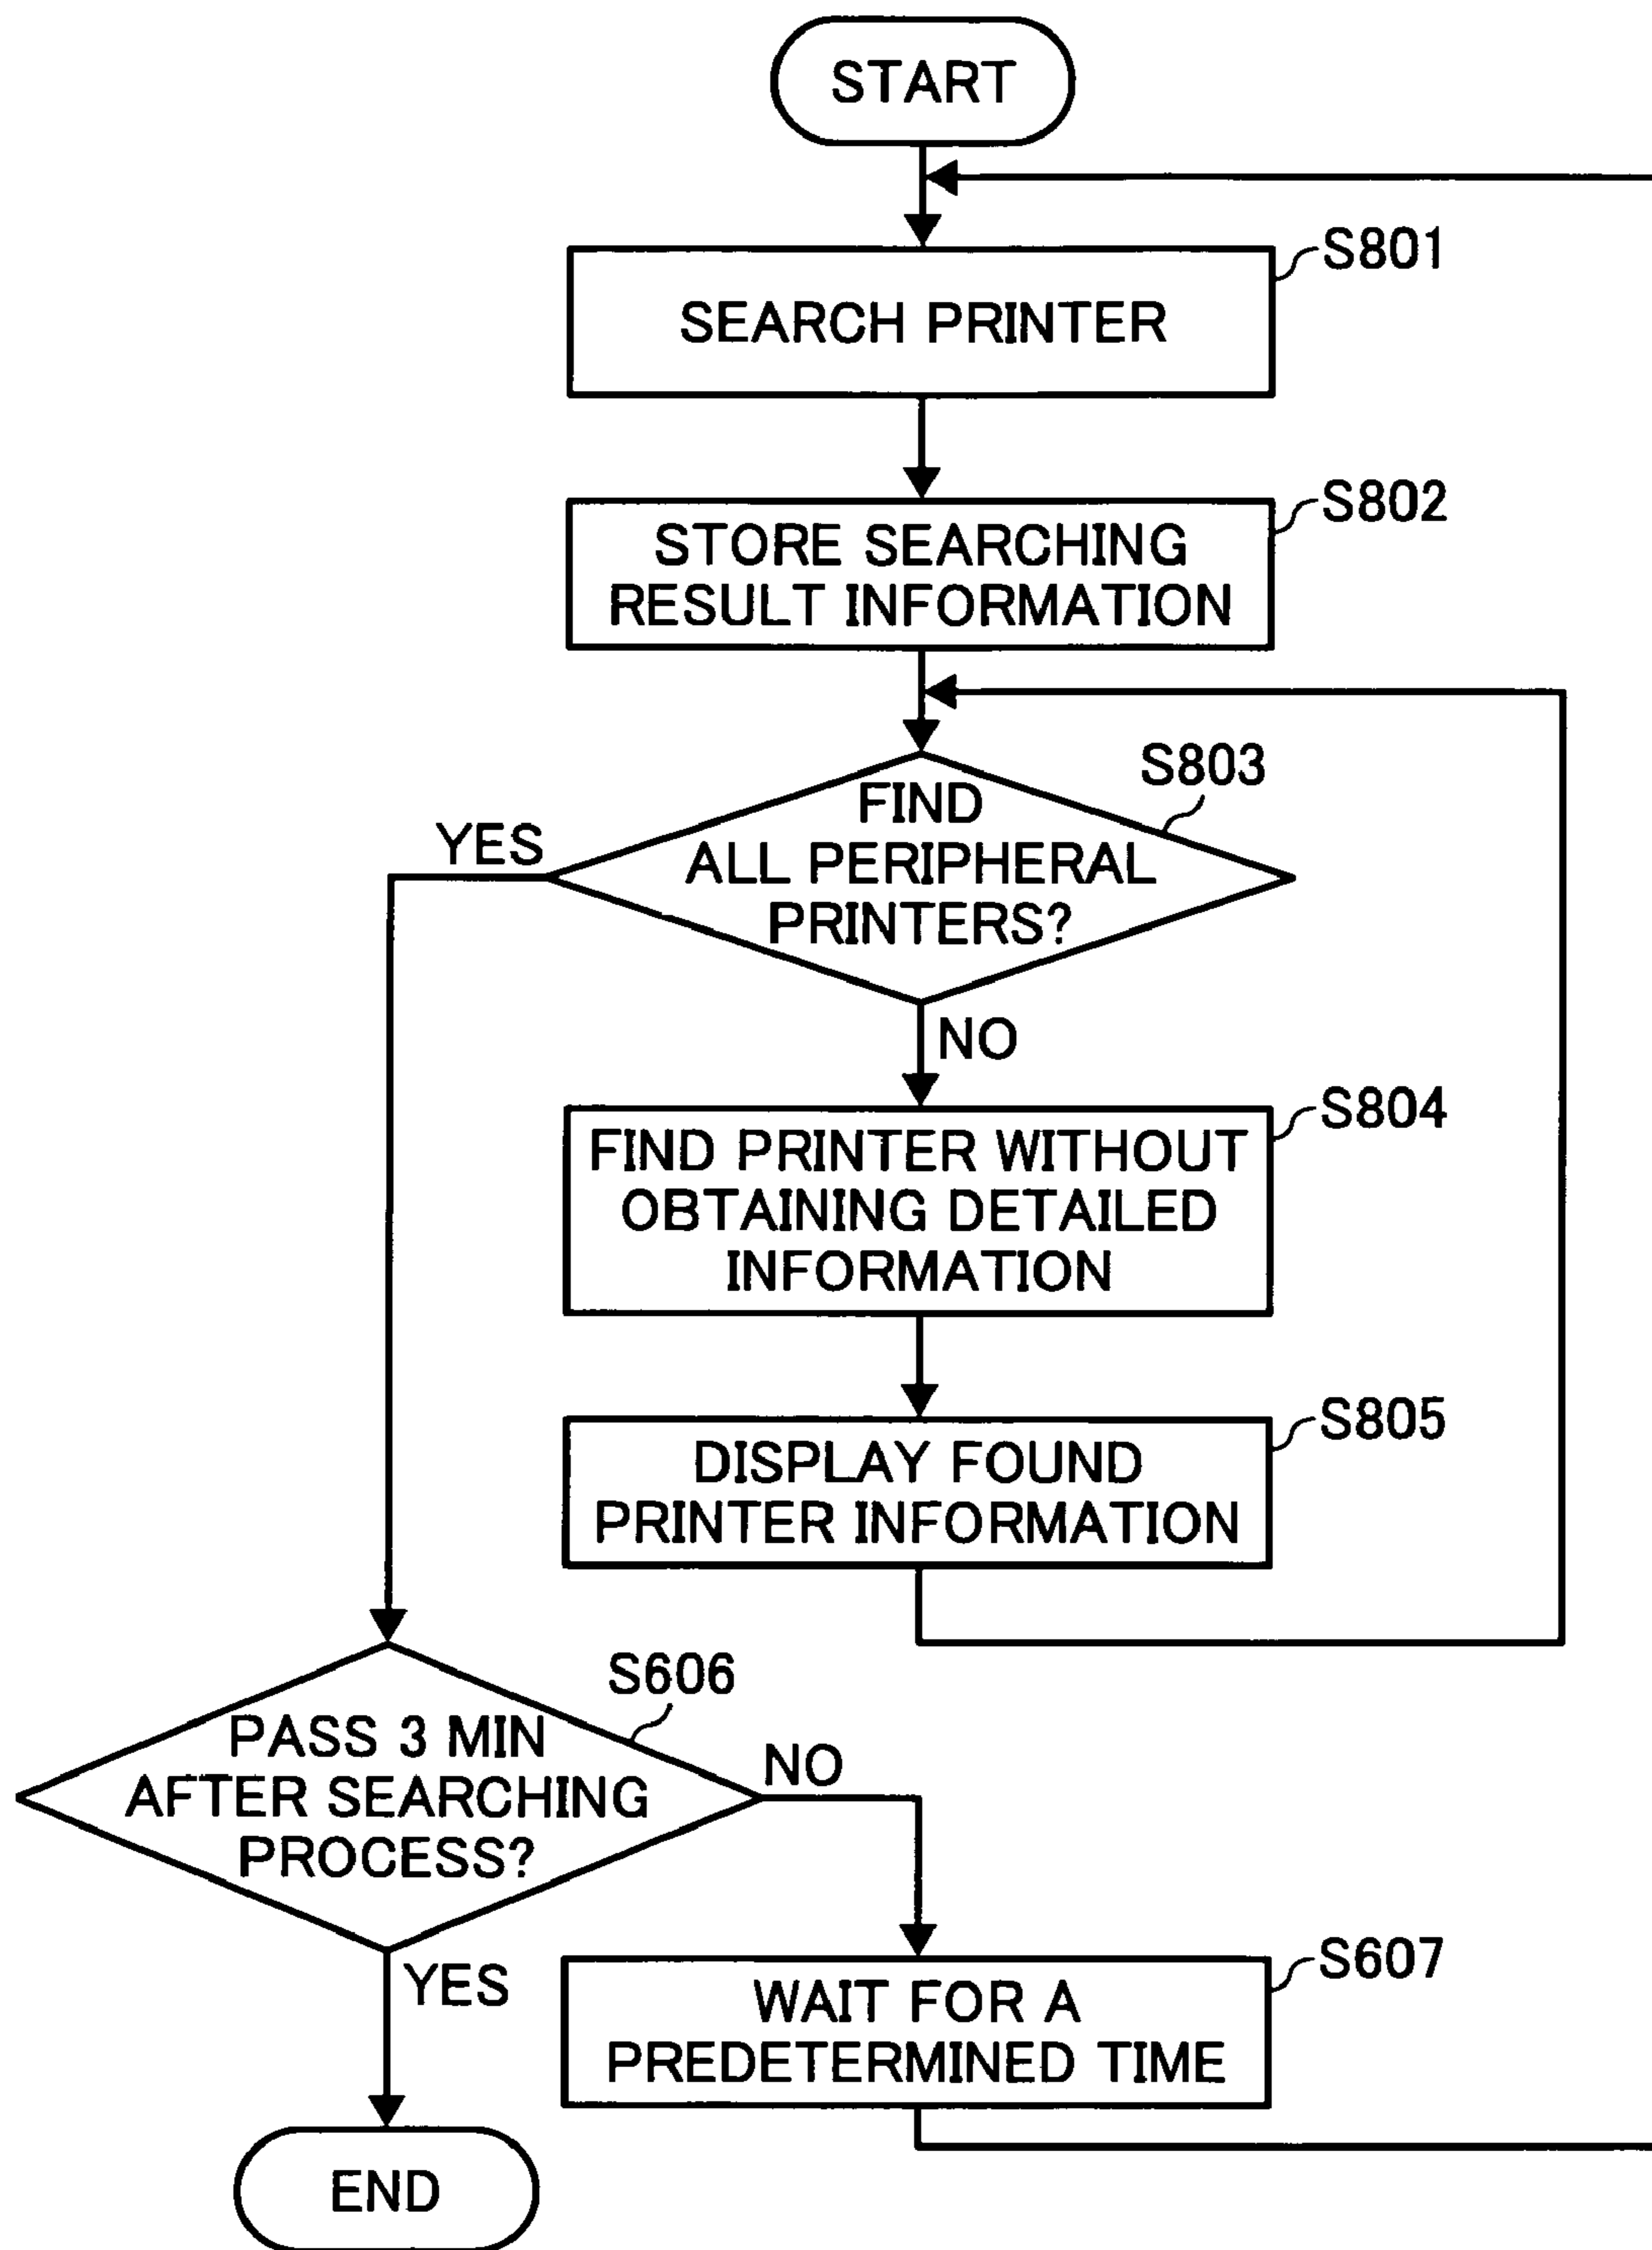 START
S801
SEARCH PRINTER
S802
STORE SEARCHING
RESULT INFORMATION
S803
FIND
ALL PERIPHERAL
PRINTERS?
YES
NO
S804
FIND PRINTER WITHOUT
OBTAINING DETAILED
INFORMATION
S805
DISPLAY FOUND
PRINTER INFORMATION
S606
PASS 3 MIN
AFTER SEARCHING
PROCESS?
NO
YES
S607
WAIT FOR A
PREDETERMINED TIME
END